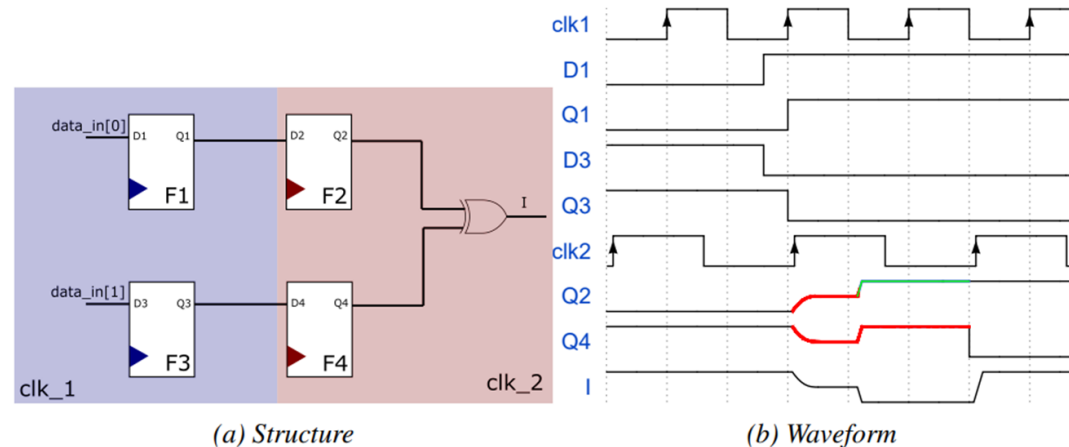 data_in[0]
D1
Q1
F1
D2
Q2
F2
I
data_in[1]
D3
Q3
F3
D4
Q4
F4
clk_1
clk_2
(a) Structure
clk1
D1
Q1
D3
Q3
clk2
Q2
Q4
I
(b) Waveform